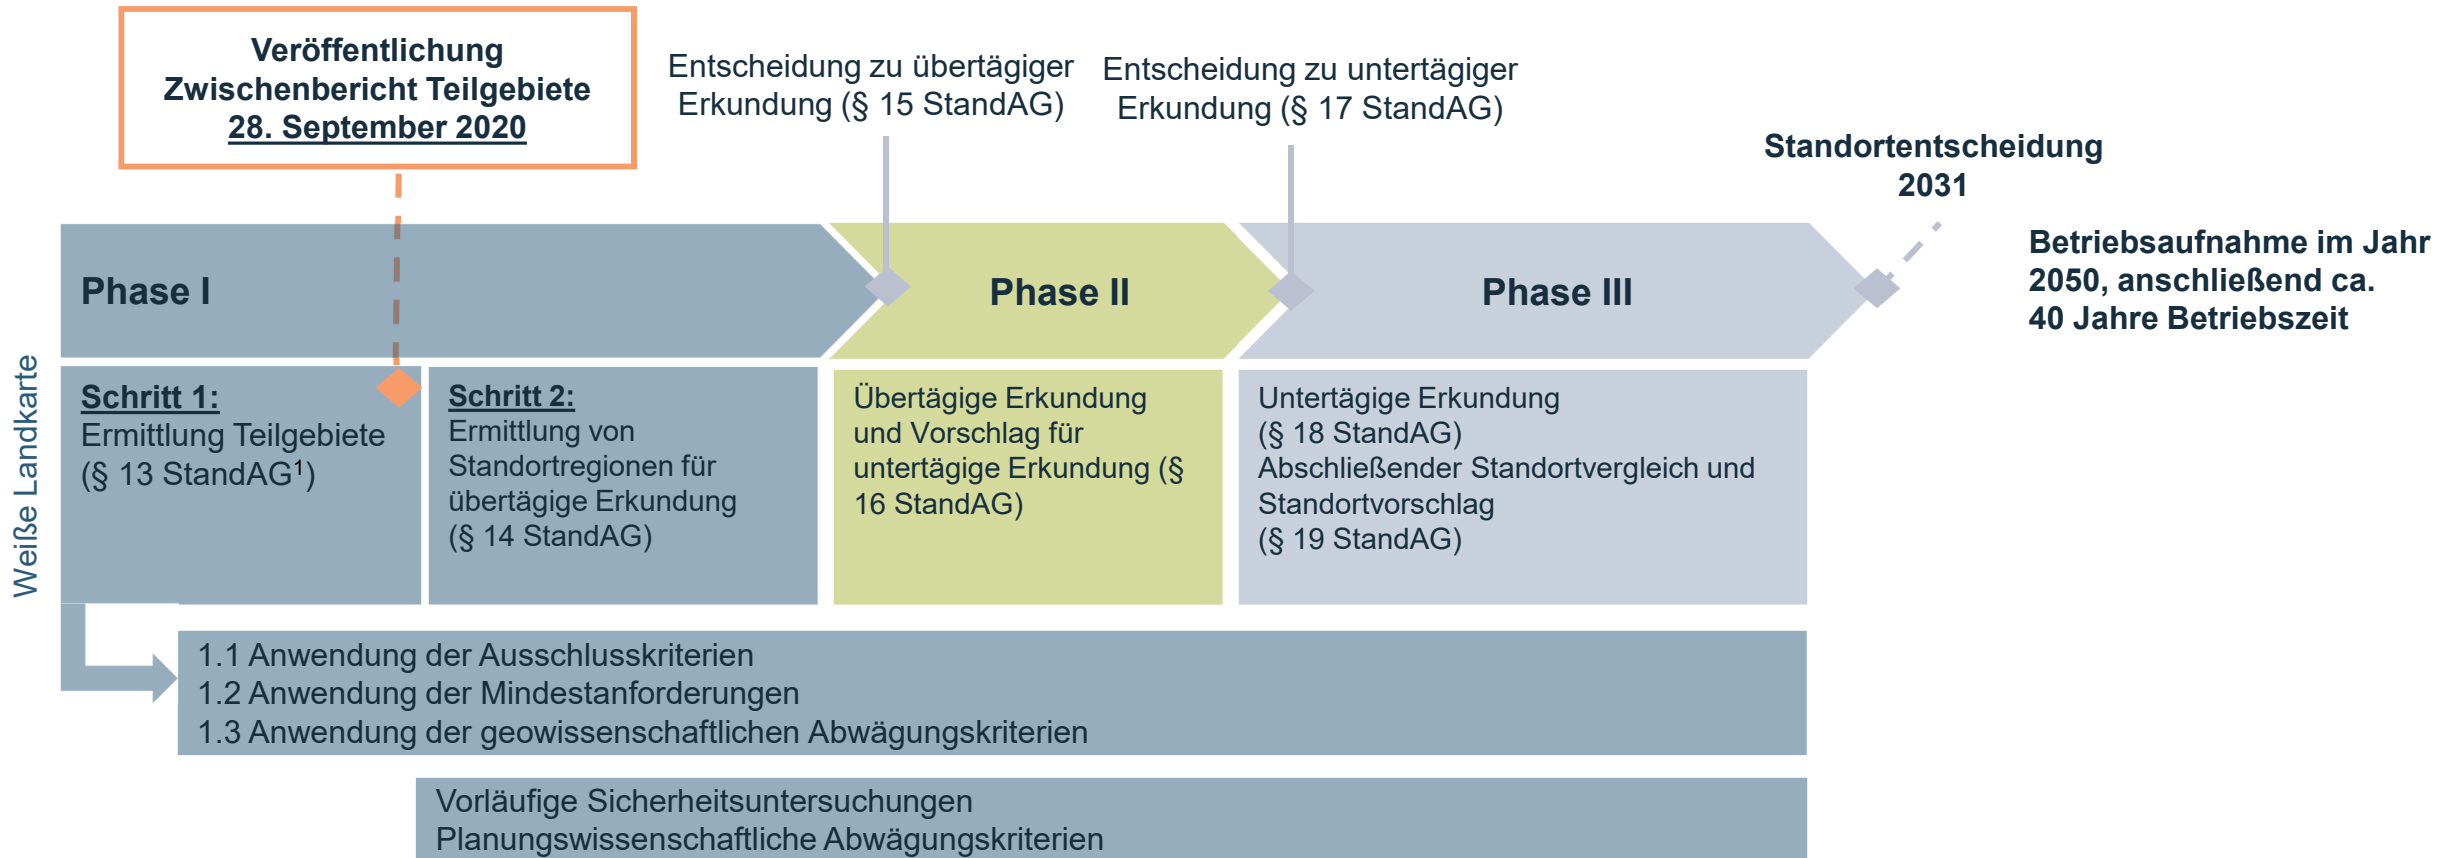 Veröffentlichung
Zwischenbericht Teilgebiete
28. September 2020
Entscheidung zu übertägiger
Erkundung (§ 15 StandAG)
Entscheidung zu untertägiger
Erkundung (§ 17 StandAG)
Standortentscheidung
2031
Betriebsaufnahme im Jahr
2050, anschließend ca.
40 Jahre Betriebszeit
Phase I
Phase II
Phase III
Weiße Landkarte
Schritt 1:
Ermittlung Teilgebiete
(§ 13 StandAG¹)
Schritt 2:
Ermittlung von
Standortregionen für
übertägige Erkundung
(§ 14 StandAG)
Übertägige Erkundung
und Vorschlag für
untertägige Erkundung (§
16 StandAG)
Untertägige Erkundung
(§ 18 StandAG)
Abschließender Standortvergleich und
Standortvorschlag
(§ 19 StandAG)
1.1 Anwendung der Ausschlusskriterien
1.2 Anwendung der Mindestanforderungen
1.3 Anwendung der geowissenschaftlichen Abwägungskriterien
Vorläufige Sicherheitsuntersuchungen
Planungswissenschaftliche Abwägungskriterien